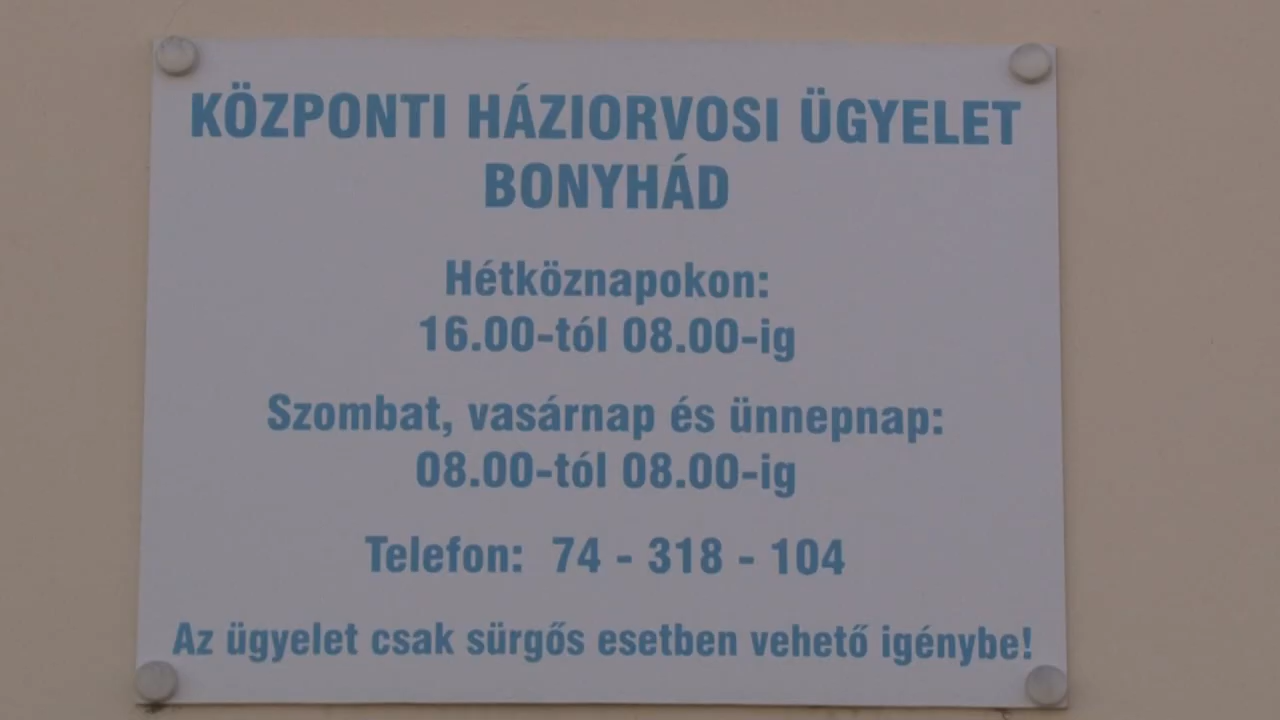 KÖZPONTI HÁZIORVOSI ÜGYELET
BONYHÁD
Hétköznapokon:
16.00-tól 08.00-ig
Szombat, vasárnap és ünnepnap:
08.00-tól 08.00-ig
Telefon: 74 - 318 - 104
Az ügyelet csak sürgős esetben vehető igénybe!